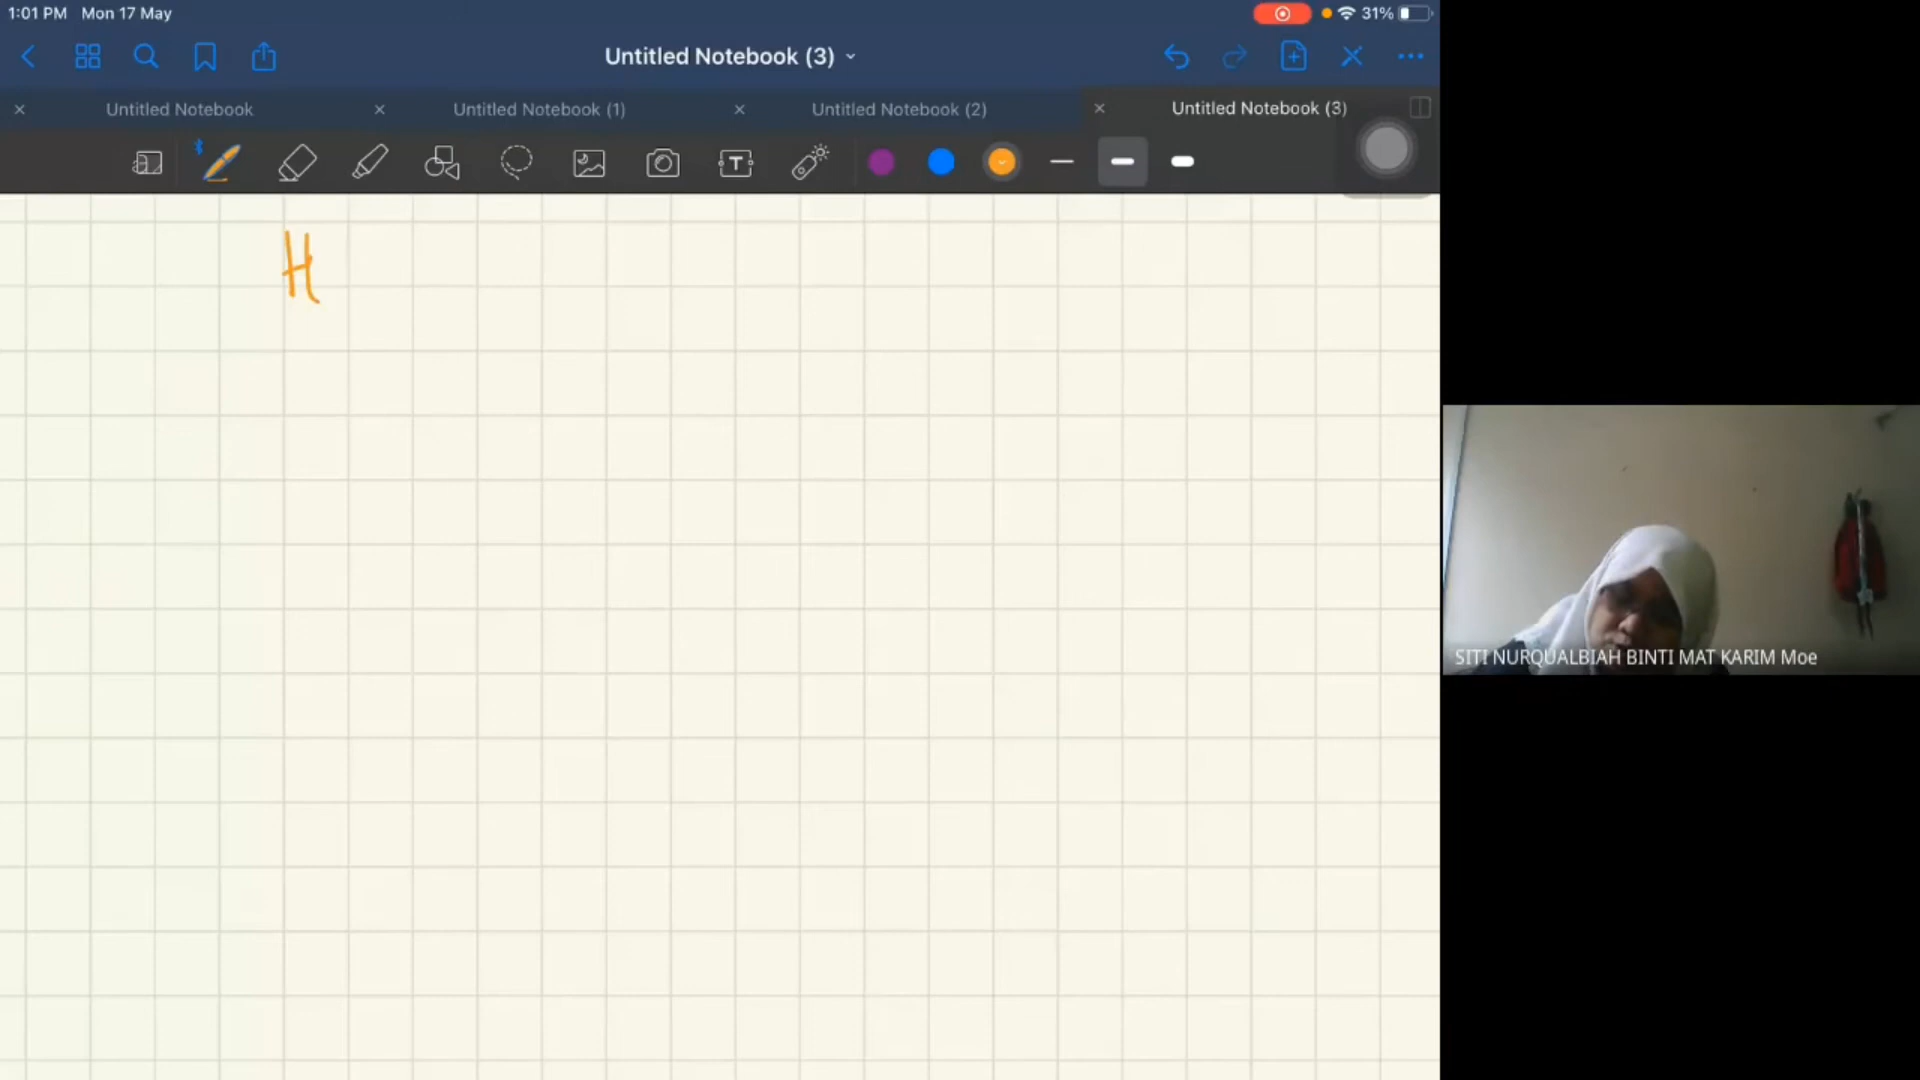 1:01 PM Mon 17 May 31%
Untitled Notebook (3)
Untitled Notebook Untitled Notebook (1) Untitled Notebook (2) Untitled Notebook (3)
T
H
SITI NURQUALBIAH BINTI MAT KARIM Moe